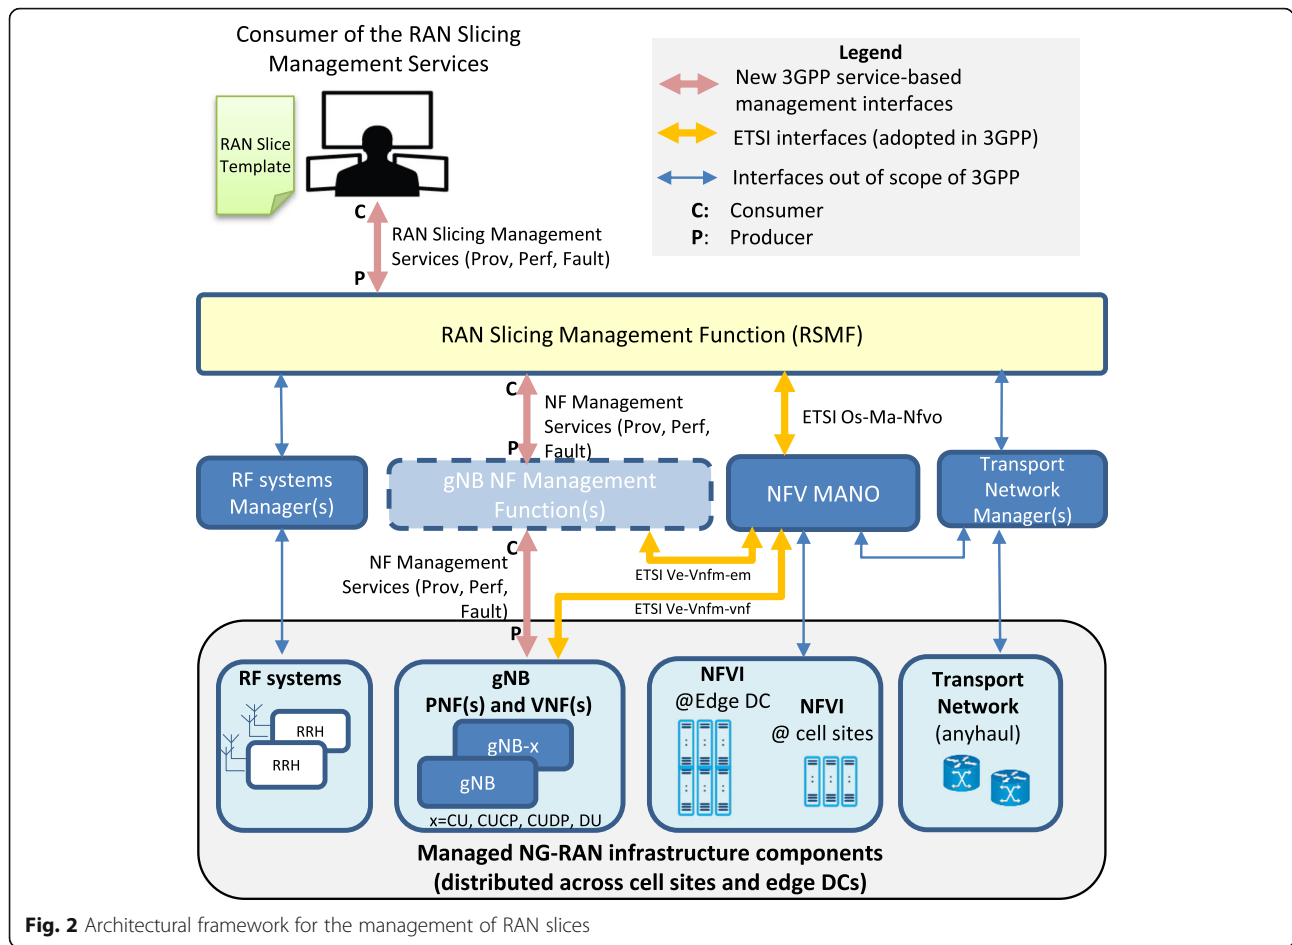 Consumer of the RAN Slicing
Management Services
RAN Slice
Template
Legend
New 3GPP service-based
management interfaces
ETSI interfaces (adopted in 3GPP)
Interfaces out of scope of 3GPP
C: Consumer
P: Producer
C
RAN Slicing Management
Services (Prov, Perf, Fault)
P
RAN Slicing Management Function (RSMF)
C
NF Management
Services (Prov, Perf,
Fault)
P
ETSI Os-Ma-Nfvo
RF systems
Manager(s)
gNB NF Management
Function(s)
NFV MANO
Transport
Network
Manager(s)
C
NF Management
Services (Prov, Perf,
Fault)
P
ETSI Ve-Vnfm-em
ETSI Ve-Vnfm-vnf
RF systems
RRH
RRH
gNB
PNF(s) and VNF(s)
gNB-x
gNB
x=CU, CUCP, CUDP, DU
NFVI
@Edge DC
NFVI
@ cell sites
Transport
Network
(anyhaul)
Managed NG-RAN infrastructure components
(distributed across cell sites and edge DCs)
Fig. 2 Architectural framework for the management of RAN slices